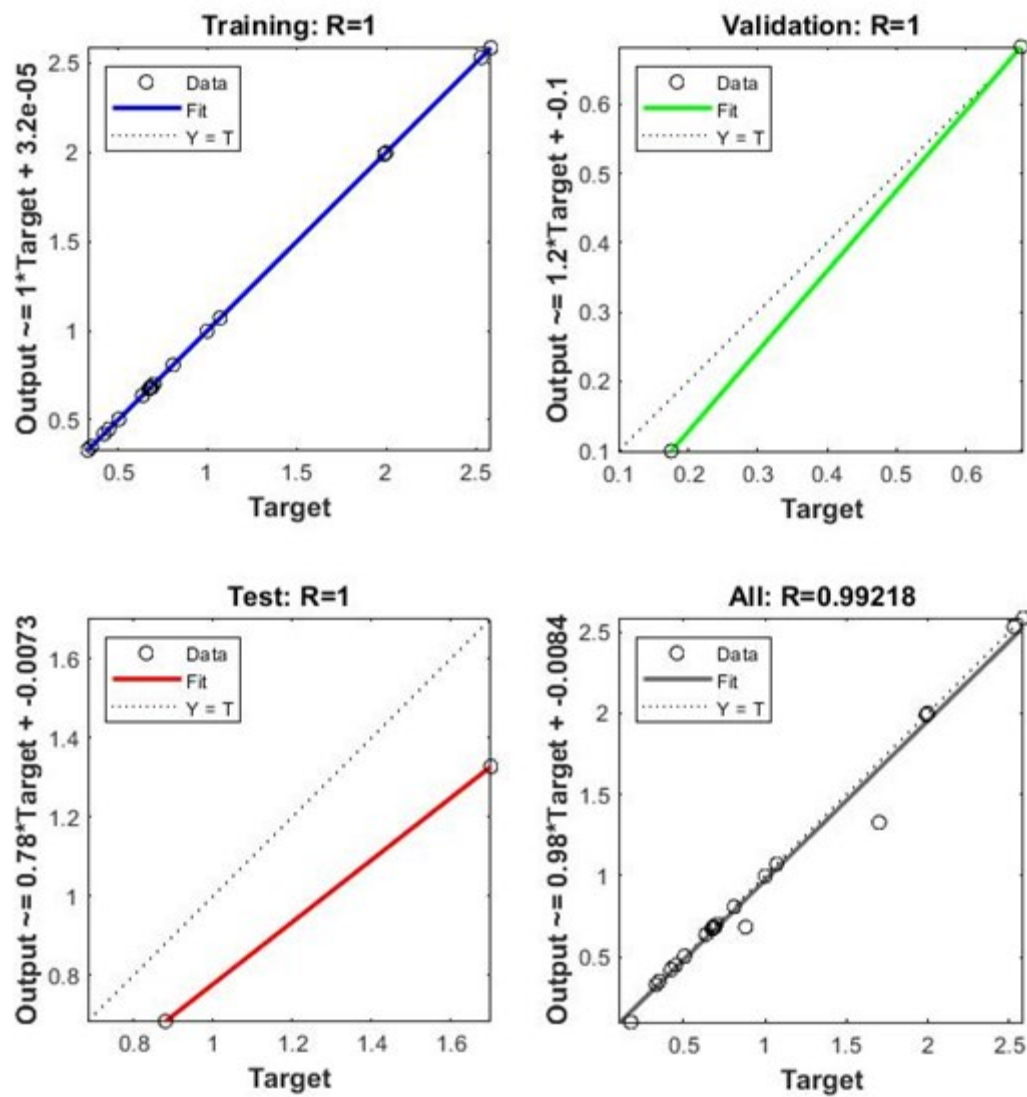 Training: R=1
Output ~= 1*Target + 3.2e-05
2.5
2
1.5
1
0.5
Data
Fit
Y = T
0.5
1
1.5
2
2.5
Target
Validation: R=1
Output ~= 1.2*Target + -0.1
0.6
0.5
0.4
0.3
0.2
0.1
Data
Fit
Y = T
0.1
0.2
0.3
0.4
0.5
0.6
Target
Test: R=1
Output ~= 0.78*Target + -0.0073
1.6
1.4
1.2
1
0.8
Data
Fit
Y = T
0.8
1
1.2
1.4
1.6
Target
All: R=0.99218
Output ~= 0.98*Target + -0.0084
2.5
2
1.5
1
0.5
Data
Fit
Y = T
0.5
1
1.5
2
2.5
Target